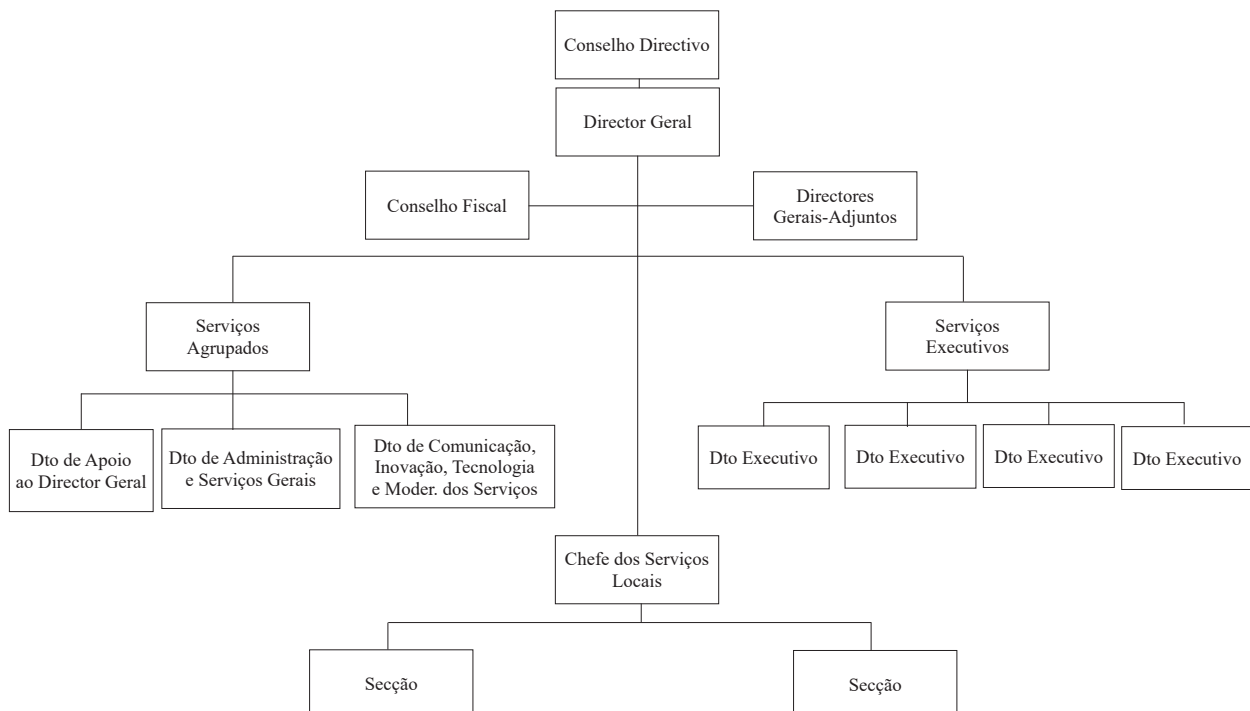 Conselho Directivo
Director Geral
Conselho Fiscal
Directores
Gerais-Adjuntos
Serviços
Agrupados
Serviços
Executivos
Dto de Apoio
ao Director Geral
Dto de Administração
e Serviços Gerais
Dto de Comunicação,
Inovação, Tecnologia
e Moder. dos Serviços
Dto Executivo
Dto Executivo
Dto Executivo
Dto Executivo
Chefe dos Serviços
Locais
Secção
Secção